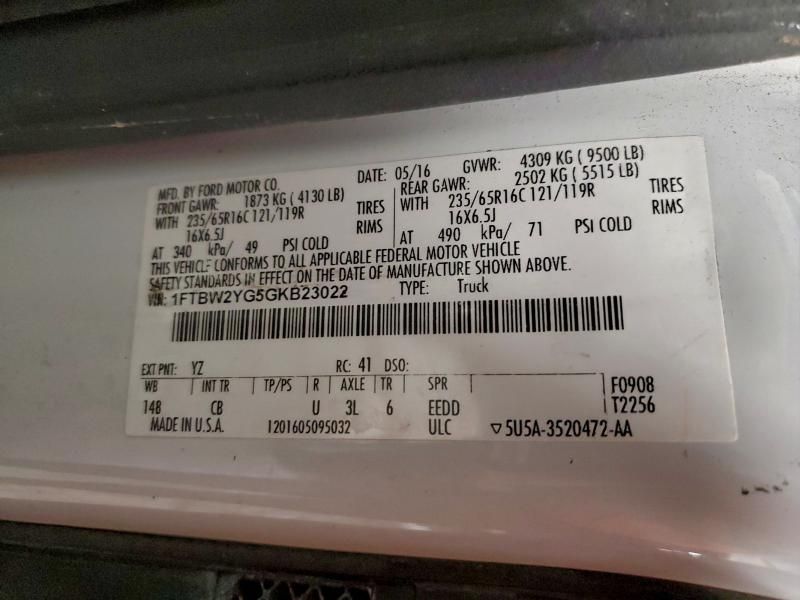 MFD. BY FORD MOTOR CO. DATE: 05/16 GVWR: 4309 KG ( 9500 LB)
FRONT GAWR: 1873 KG ( 4130 LB) REAR GAWR: 2502 KG ( 5515 LB)
WITH 235/65R16C 121/119R TIRES WITH 235/65R16C 121/119R TIRES
16X6.5J RIMS 16X6.5J RIMS
AT 340 kPa/ 49 PSI COLD AT 490 kPa/ 71 PSI COLD
THIS VEHICLE CONFORMS TO ALL APPLICABLE FEDERAL MOTOR VEHICLE
SAFETY STANDARDS IN EFFECT ON THE DATE OF MANUFACTURE SHOWN ABOVE.
VIN: 1FTBW2YG5GKB23022 TYPE: Truck
EXT PNT: YZ RC: 41 DSO:
WB INT TR TP/PS R AXLE TR SPR F0908
148 CB U 3L 6 EEDD T2256
MADE IN U.S.A. 1201605095032 ULC ▽5U5A-3520472-AA